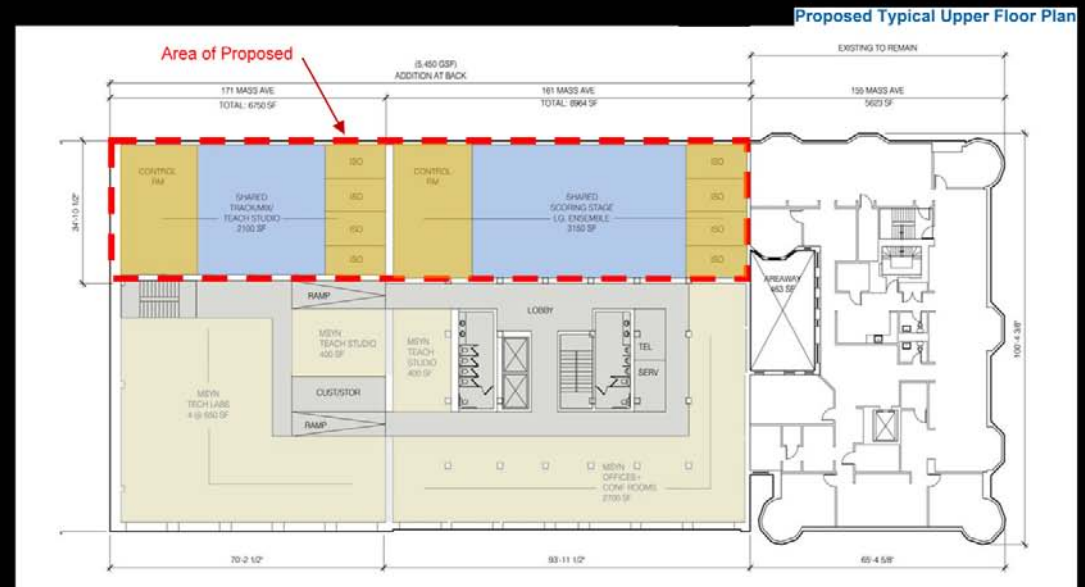 Proposed Typical Upper Floor Plan
Area of Proposed
EXISTING TO REMAIN
(5,450 GSF)
ADDITION AT BACK
171 MASS AVE
161 MASS AVE
155 MASS AVE
TOTAL: 6750 SF
TOTAL: 8964 SF
5623 SF
34'-10 1/2"
CONTROL
RM
SHARED
TRACK/MIX/
TEACH STUDIO
2100 SF
ISO
ISO
ISO
ISO
CONTROL
RM
SHARED
SCORING STAGE
LG. ENSEMBLE
3150 SF
ISO
ISO
ISO
ISO
AREAWAY
463 SF
100'-4 3/8"
RAMP
LOBBY
MSYN
TEACH STUDIO
400 SF
MSYN
TEACH
STUDIO
400 SF
TEL
SERV
CUST/STOR
MSYN
TECH LABS
4 @ 650 SF
RAMP
MSYN
OFFICES+
CONF ROOMS
2700 SF
70'-2 1/2"
93'-11 1/2"
65'-4 5/8"